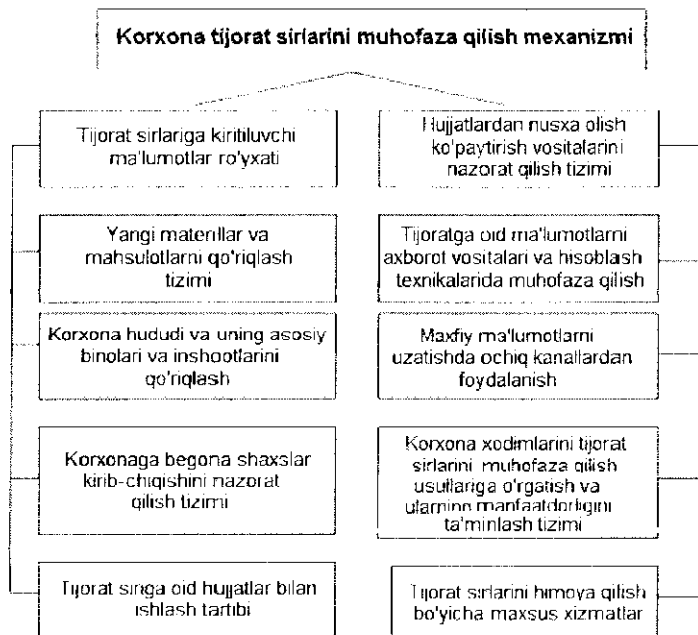 Korxona tijorat sirlarini muhofaza qilish mexanizmi
Tijorat sirlariga kiritiluvchi
ma'lumotlar ro'yxati
Yangi materillar va
mahsulotlarni qo'riqlash
tizimi
Korxona hududi va uning asosiy
binolari va inshootlarini
qo'riqlash
Korxonaga begona shaxslar
kirib-chiqishini nazorat
qilish tizimi
Tijorat siriga oid hujjatlar bilan
ishlash tartibi
Hujjatlardan nusxa olish
ko'paytirish vositalarini
nazorat qilish tizimi
Tijoratga oid ma'lumotlarni
axborot vositalari va hisoblash
texnikalarida muhofaza qilish
Maxfiy ma'lumotlarni
uzatishda ochiq kanallardan
foydalanish
Korxona xodimlarini tijorat
sirlarini muhofaza qilish
usullariga o'rgatish va
ularning manfaatdorligini
ta'minlash tizimi
Tijorat sirlarini himoya qilish
bo'yicha maxsus xizmatlar